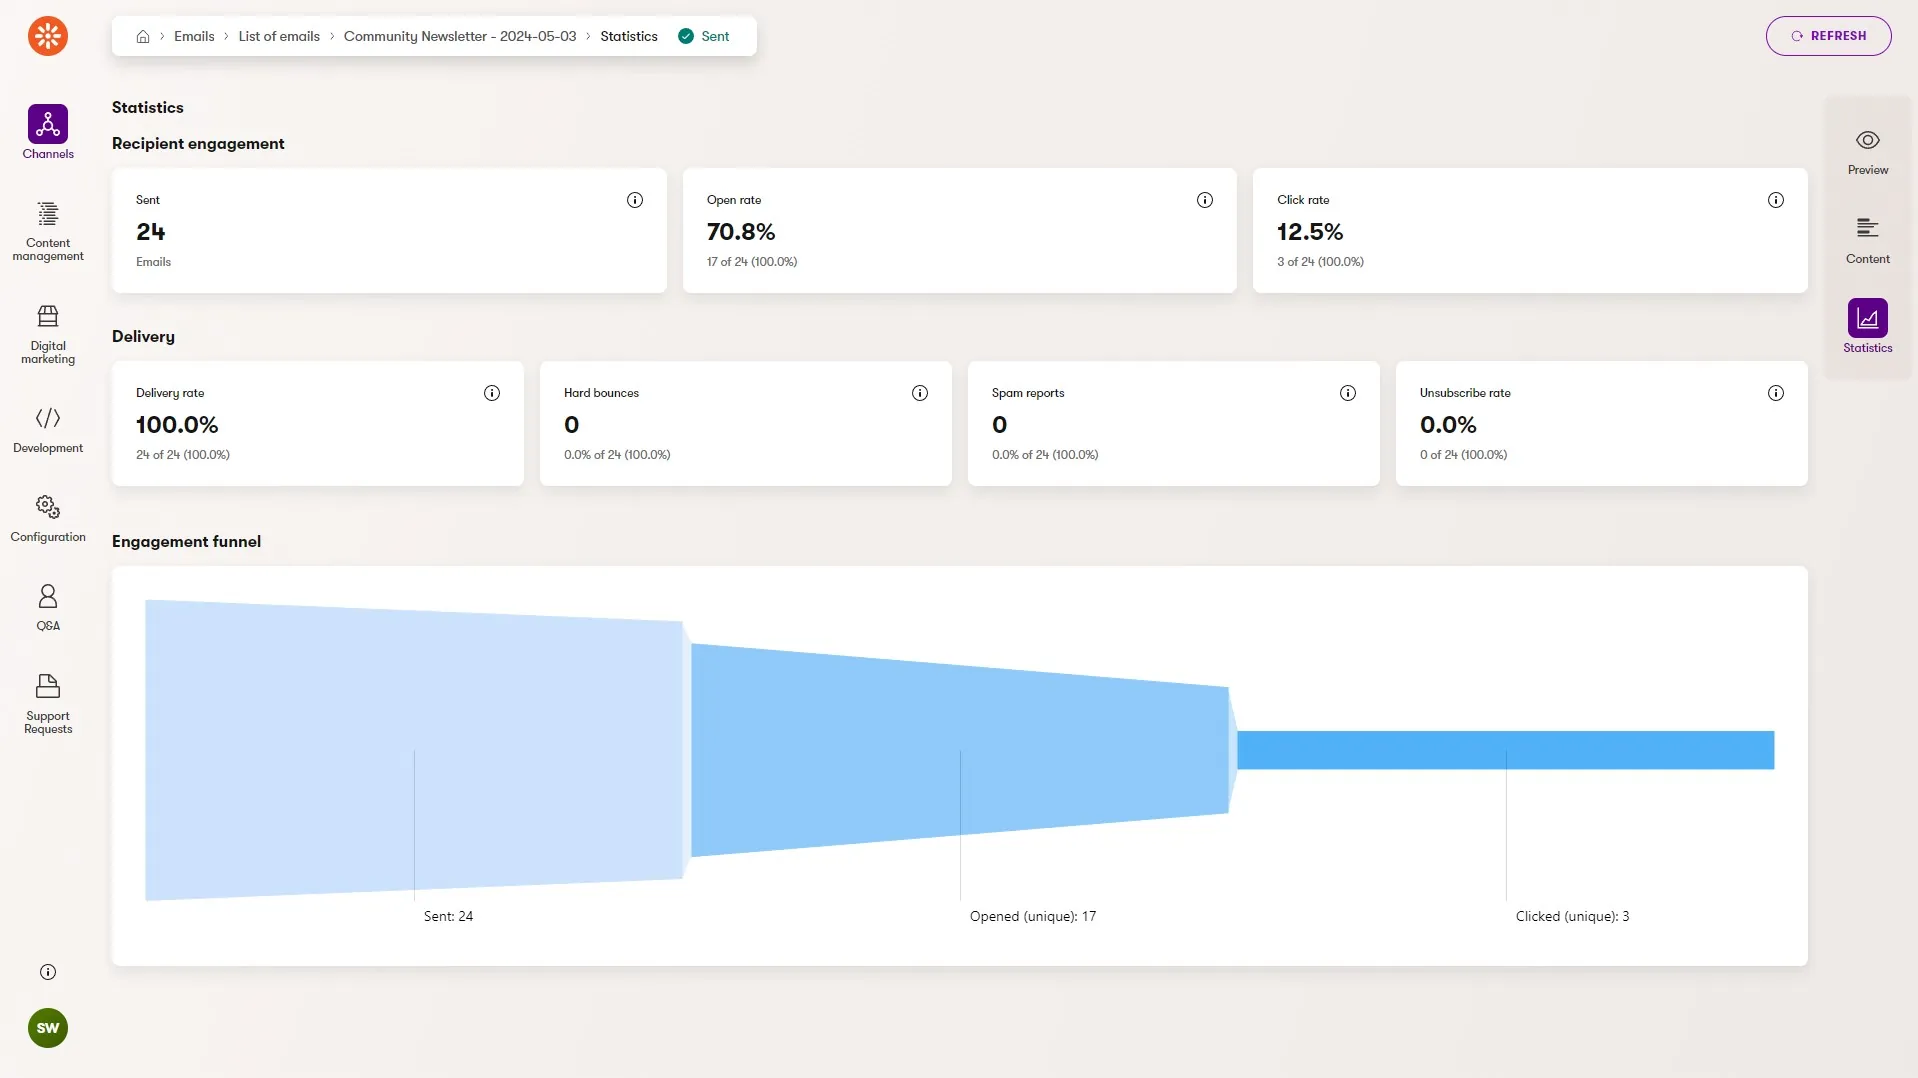 Emails > List of emails > Community Newsletter - 2024-05-03 > Statistics Sent
REFRESH
Channels
Content
management
Digital
marketing
Development
Configuration
Q&A
Support
Requests
SW
Statistics
Recipient engagement
Sent
24
Emails
Open rate
70.8%
17 of 24 (100.0%)
Click rate
12.5%
3 of 24 (100.0%)
Delivery
Delivery rate
100.0%
24 of 24 (100.0%)
Hard bounces
0
0.0% of 24 (100.0%)
Spam reports
0
0.0% of 24 (100.0%)
Unsubscribe rate
0.0%
0 of 24 (100.0%)
Engagement funnel
Sent: 24
Opened (unique): 17
Clicked (unique): 3
Preview
Content
Statistics